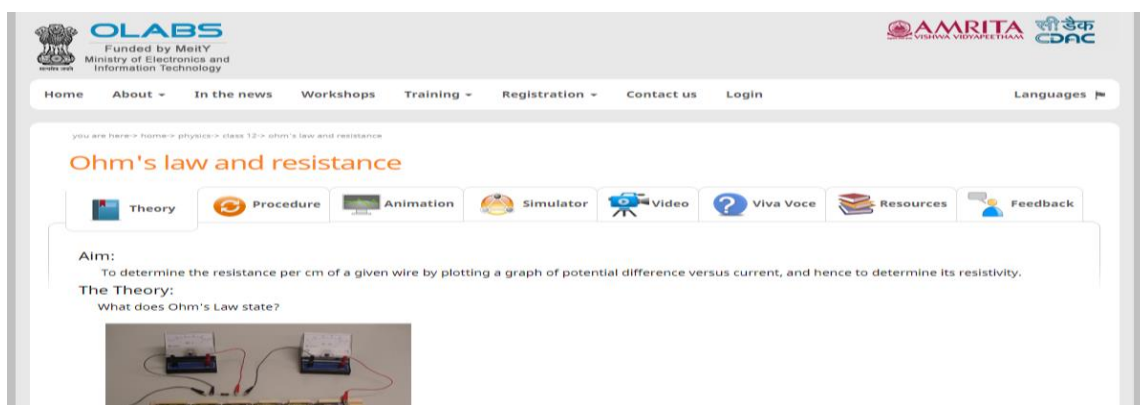 OLABS
Funded by MeitY
Ministry of Electronics and
Information Technology
AMRITA
VISHWA VIDYAPEETHAM
सी डैक
CDAC
Home About In the news Workshops Training Registration Contact us Login Languages
you are here-> home-> physics-> class 12-> ohm's law and resistance
Ohm's law and resistance
Theory Procedure Animation Simulator Video Viva Voce Resources Feedback
Aim:
To determine the resistance per cm of a given wire by plotting a graph of potential difference versus current, and hence to determine its resistivity.
The Theory:
What does Ohm's Law state?